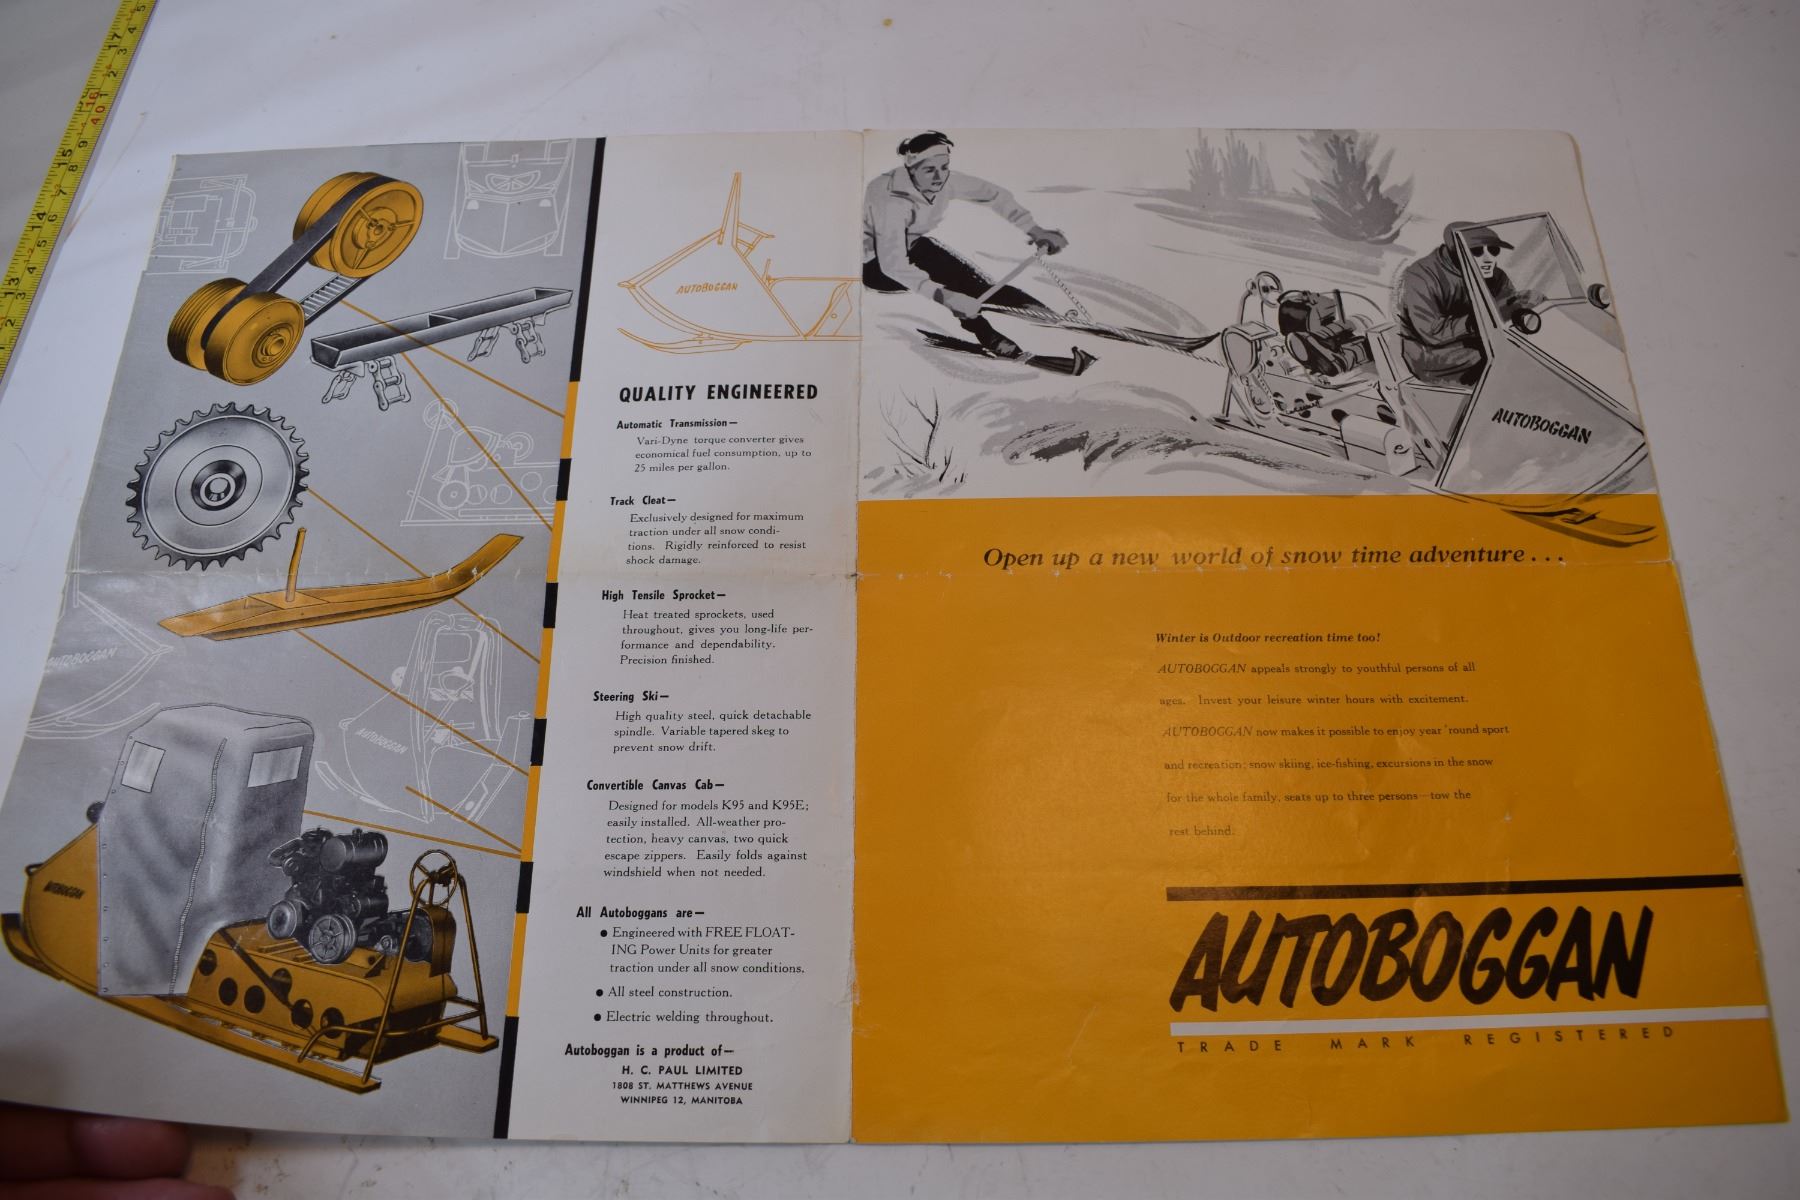 AUTOBOGGAN
AUTOBOGGAN
AUTOBOGGAN
AUTOBOGGAN
QUALITY ENGINEERED
Automatic Transmission—
Vari-Dyne torque converter gives
economical fuel consumption, up to
25 miles per gallon.
Track Cleat—
Exclusively designed for maximum
traction under all snow condi-
tions. Rigidly reinforced to resist
shock damage.
High Tensile Sprocket—
Heat treated sprockets, used
throughout, gives you long-life per-
formance and dependability.
Precision finished.
Steering Ski—
High quality steel, quick detachable
spindle. Variable tapered skeg to
prevent snow drift.
Convertible Canvas Cab—
Designed for models K95 and K95E;
easily installed. All-weather pro-
tection, heavy canvas, two quick
escape zippers. Easily folds against
windshield when not needed.
All Autoboggans are—
● Engineered with FREE FLOAT-
ING Power Units for greater
traction under all snow conditions.
● All steel construction.
● Electric welding throughout.
Autoboggan is a product of—
H. C. PAUL LIMITED
1808 ST. MATTHEWS AVENUE
WINNIPEG 12, MANITOBA
AUTOBOGGAN
Open up a new world of snow time adventure . . .
Winter is Outdoor recreation time too!
AUTOBOGGAN appeals strongly to youthful persons of all
ages. Invest your leisure winter hours with excitement.
AUTOBOGGAN now makes it possible to enjoy year 'round sport
and recreation; snow skiing, ice-fishing, excursions in the snow
for the whole family, seats up to three persons—tow the
rest behind.
AUTOBOGGAN
TRADE MARK REGISTERED